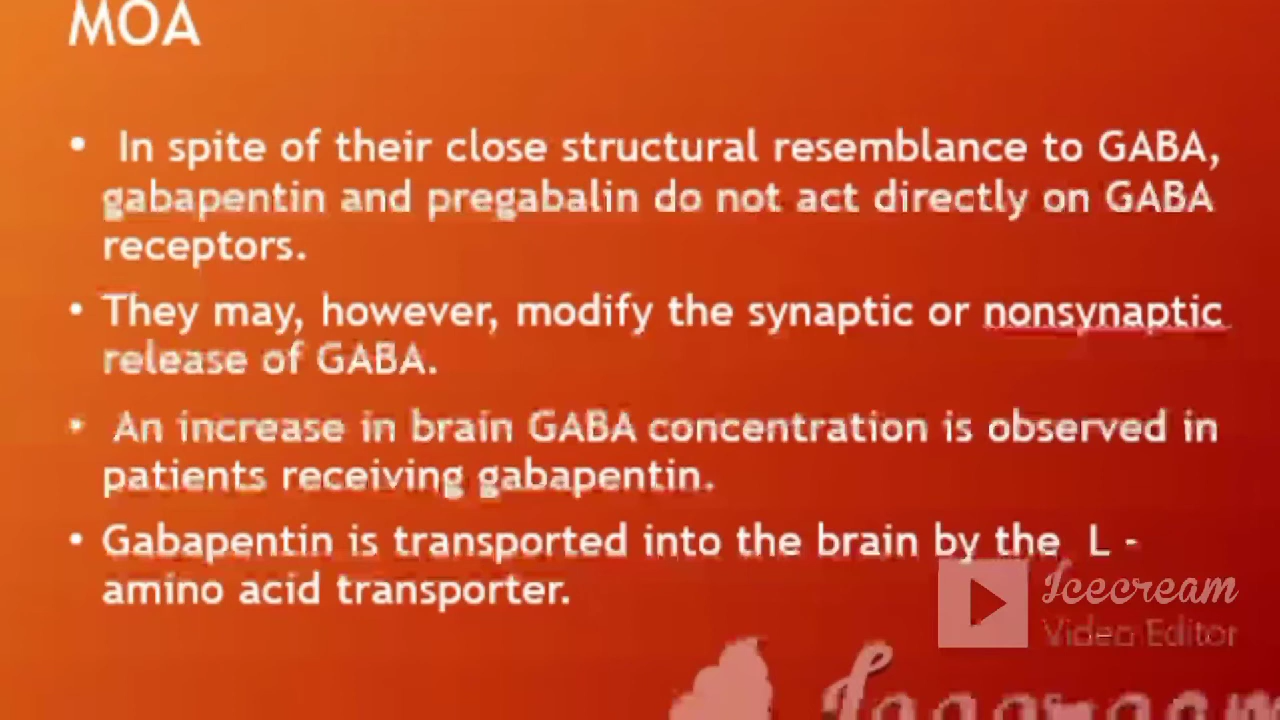 MOA
• In spite of their close structural resemblance to GABA,
gabapentin and pregabalin do not act directly on GABA
receptors.
• They may, however, modify the synaptic or nonsynaptic
release of GABA.
• An increase in brain GABA concentration is observed in
patients receiving gabapentin.
• Gabapentin is transported into the brain by the L -
amino acid transporter.
Icecream
Video Editor
Icecream